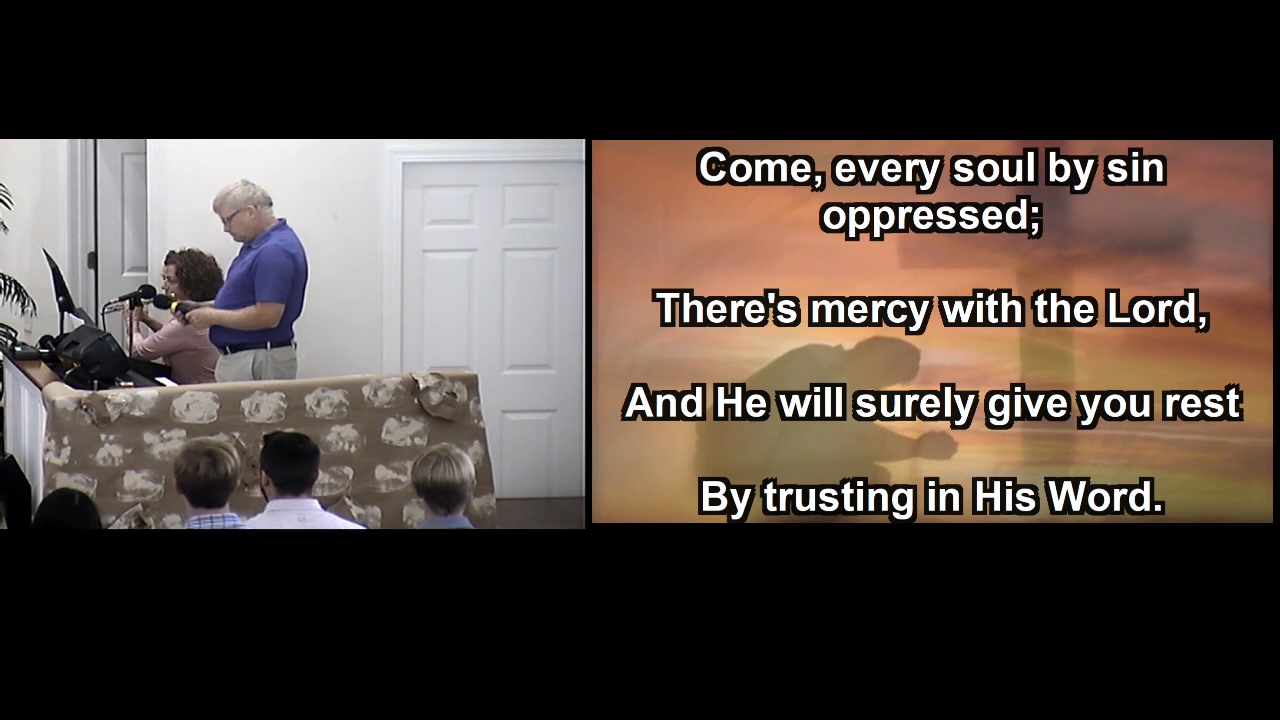 Come, every soul by sin
oppressed;
There's mercy with the Lord,
And He will surely give you rest
By trusting in His Word.